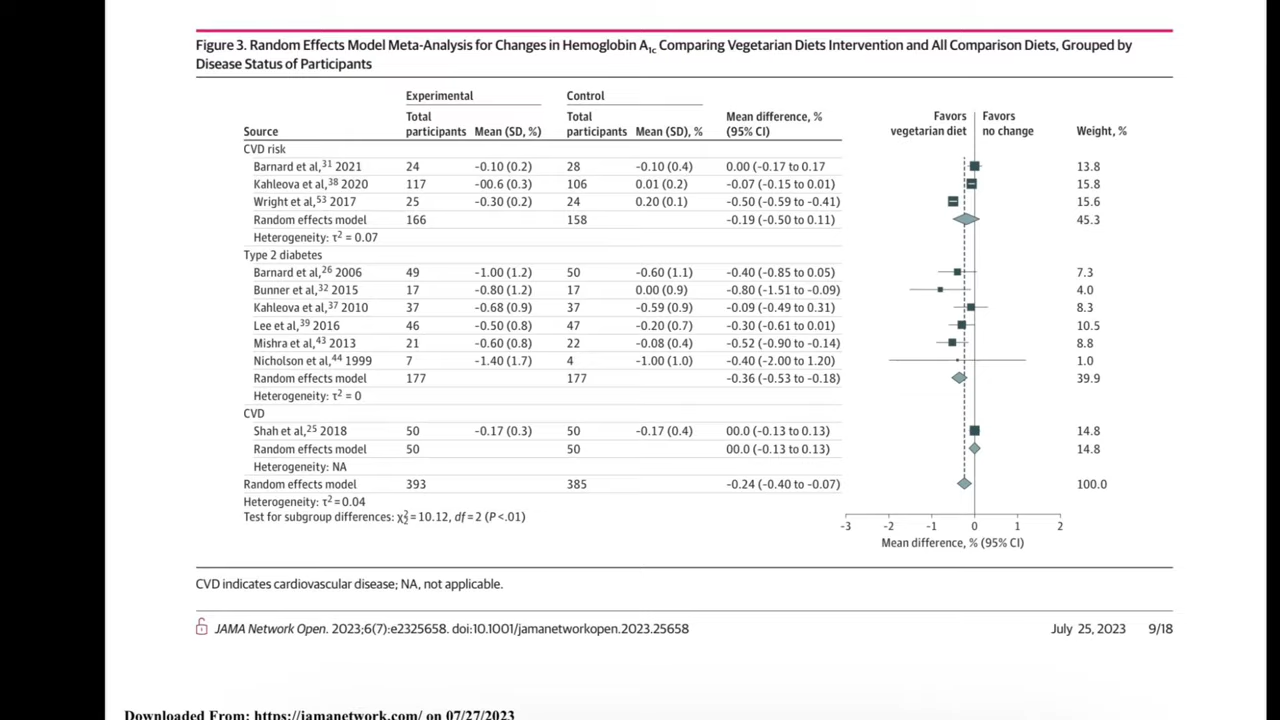 Figure 3. Random Effects Model Meta-Analysis for Changes in Hemoglobin A1c Comparing Vegetarian Diets Intervention and All Comparison Diets, Grouped by
Disease Status of Participants
Experimental Control
Source Total participants Mean (SD, %) Total participants Mean (SD), % Mean difference, % (95% CI) Favors vegetarian diet Favors no change Weight, %
CVD risk
Barnard et al,31 2021 24 -0.10 (0.2) 28 -0.10 (0.4) 0.00 (-0.17 to 0.17 13.8
Kahleova et al,38 2020 117 -00.6 (0.3) 106 0.01 (0.2) -0.07 (-0.15 to 0.01) 15.8
Wright et al,53 2017 25 -0.30 (0.2) 24 0.20 (0.1) -0.50 (-0.59 to -0.41) 15.6
Random effects model 166 158 -0.19 (-0.50 to 0.11) 45.3
Heterogeneity: τ2 = 0.07
Type 2 diabetes
Barnard et al,26 2006 49 -1.00 (1.2) 50 -0.60 (1.1) -0.40 (-0.85 to 0.05) 7.3
Bunner et al,32 2015 17 -0.80 (1.2) 17 0.00 (0.9) -0.80 (-1.51 to -0.09) 4.0
Kahleova et al,37 2010 37 -0.68 (0.9) 37 -0.59 (0.9) -0.09 (-0.49 to 0.31) 8.3
Lee et al,39 2016 46 -0.50 (0.8) 47 -0.20 (0.7) -0.30 (-0.61 to 0.01) 10.5
Mishra et al,43 2013 21 -0.60 (0.8) 22 -0.08 (0.4) -0.52 (-0.90 to -0.14) 8.8
Nicholson et al,44 1999 7 -1.40 (1.7) 4 -1.00 (1.0) -0.40 (-2.00 to 1.20) 1.0
Random effects model 177 177 -0.36 (-0.53 to -0.18) 39.9
Heterogeneity: τ2 = 0
CVD
Shah et al,25 2018 50 -0.17 (0.3) 50 -0.17 (0.4) 00.0 (-0.13 to 0.13) 14.8
Random effects model 50 50 00.0 (-0.13 to 0.13) 14.8
Heterogeneity: NA
Random effects model 393 385 -0.24 (-0.40 to -0.07) 100.0
Heterogeneity: τ2 = 0.04
Test for subgroup differences: χ22 = 10.12, df = 2 (P <.01)
-3 -2 -1 0 1 2
Mean difference, % (95% CI)
CVD indicates cardiovascular disease; NA, not applicable.
JAMA Network Open. 2023;6(7):e2325658. doi:10.1001/jamanetworkopen.2023.25658 July 25, 2023 9/18
Downloaded From: https://jamanetwork.com/ on 07/27/2023